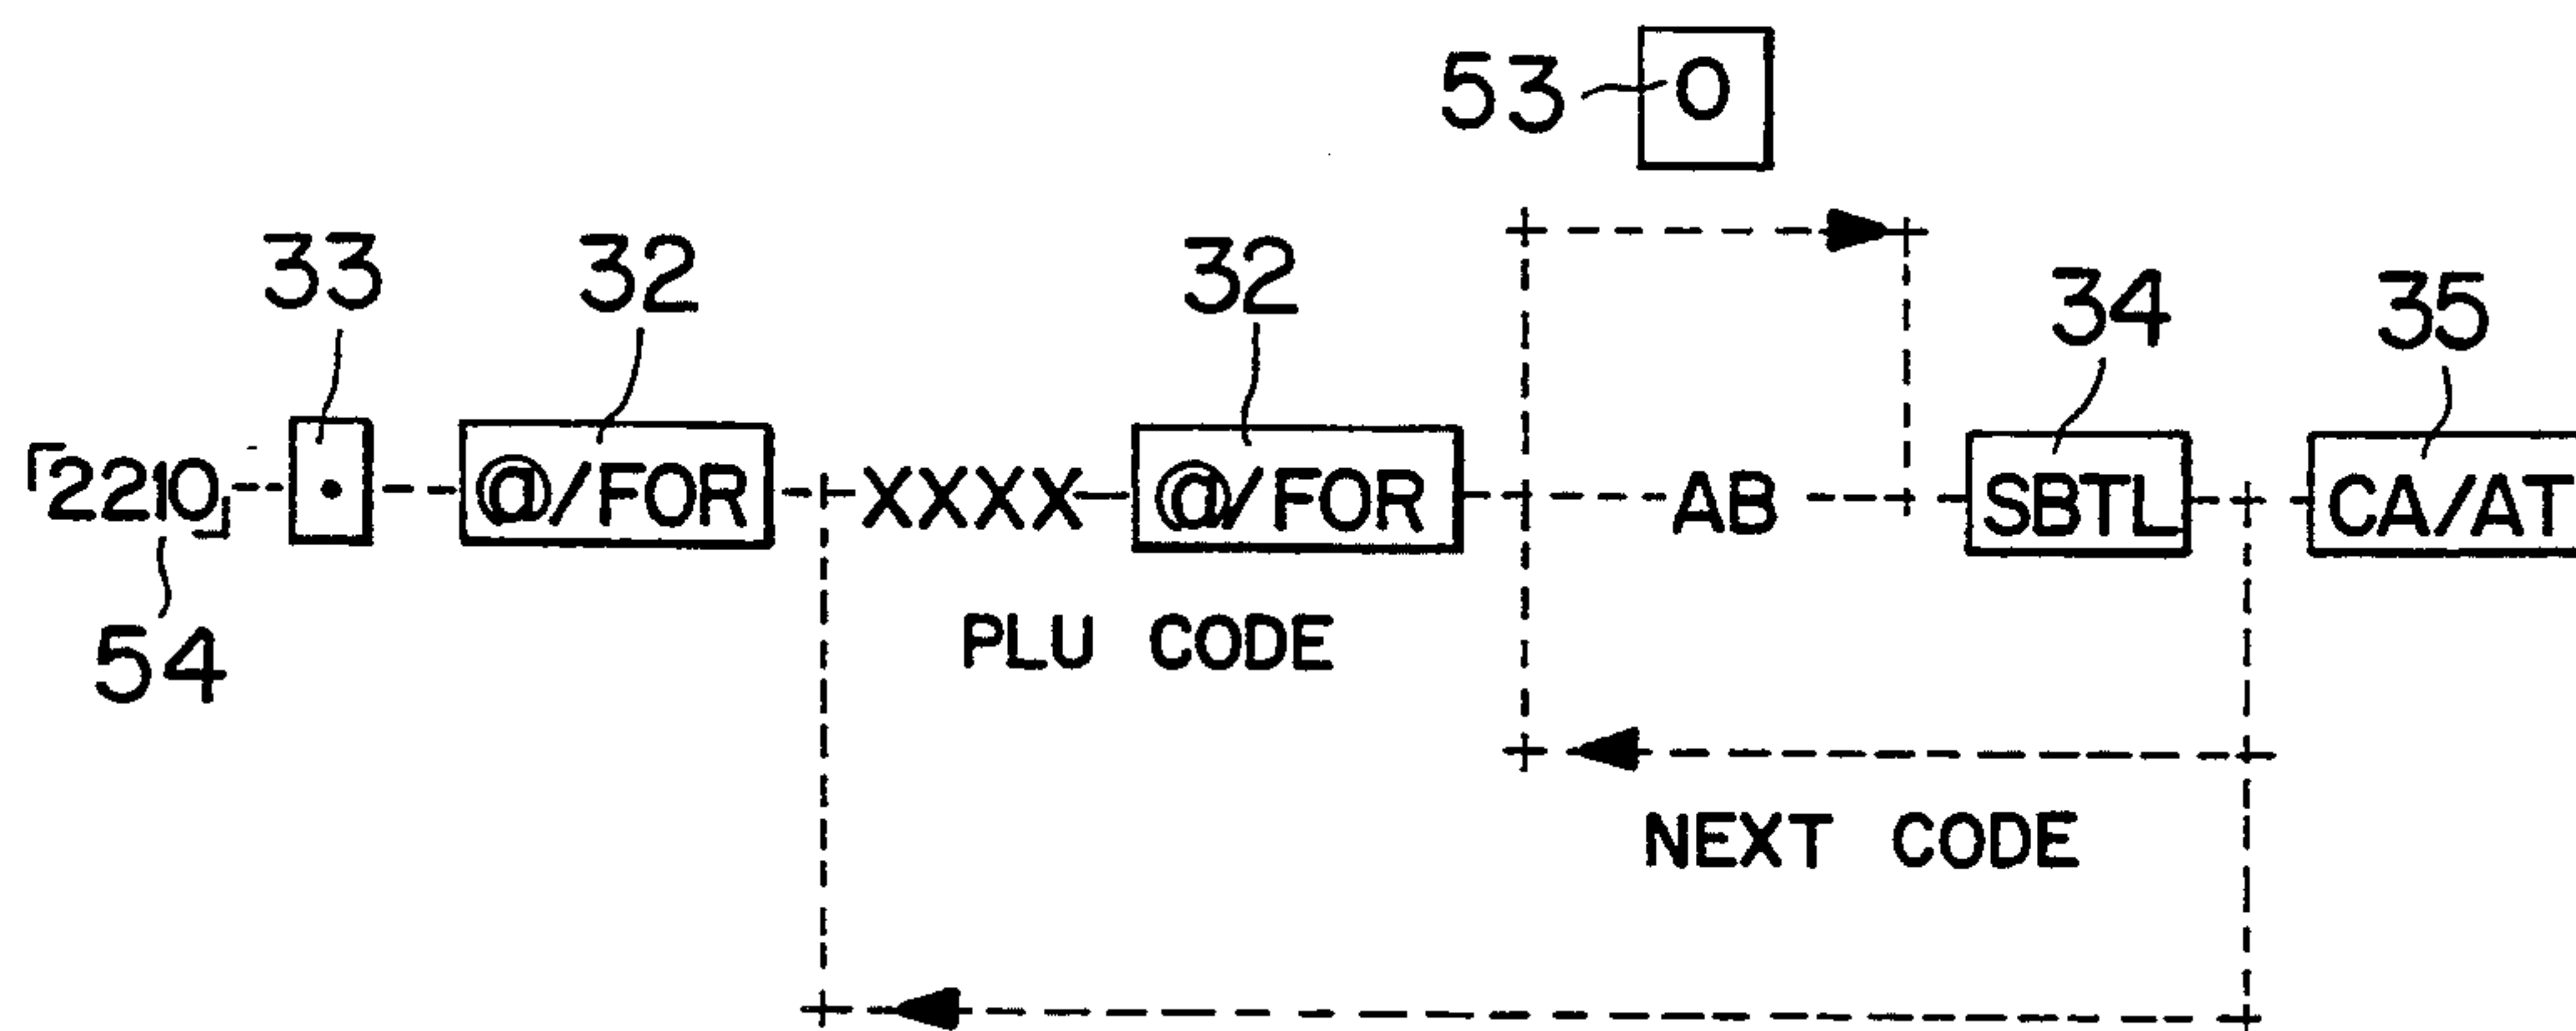 53 0
33 32 32 34 35
「2210」 • @/FOR XXXX @/FOR AB SBTL CA/AT
54 PLU CODE
NEXT CODE